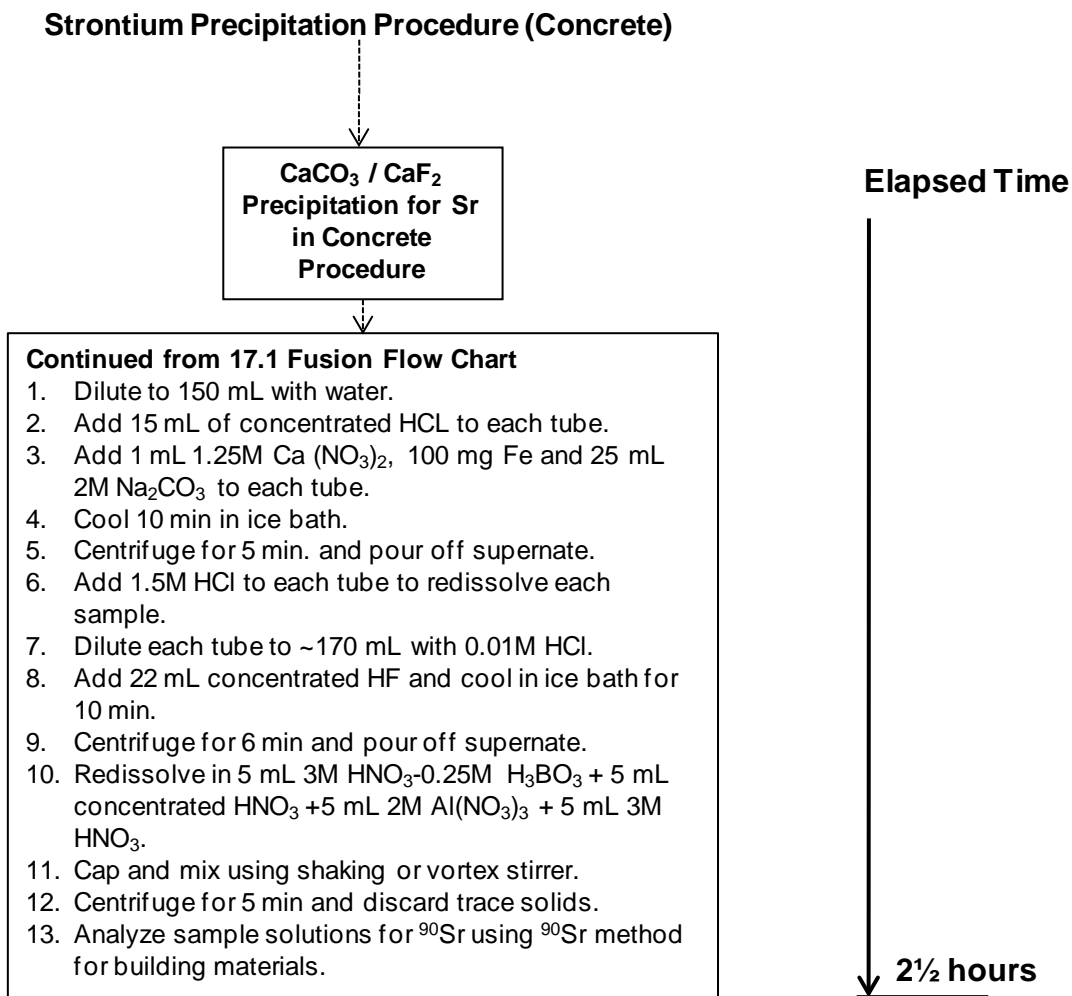 Strontium Precipitation Procedure (Concrete)
CaCO₃ / CaF₂
Precipitation for Sr
in Concrete
Procedure
Elapsed Time
Continued from 17.1 Fusion Flow Chart
1. Dilute to 150 mL with water.
2. Add 15 mL of concentrated HCL to each tube.
3. Add 1 mL 1.25M Ca (NO₃)₂, 100 mg Fe and 25 mL
2M Na₂CO₃ to each tube.
4. Cool 10 min in ice bath.
5. Centrifuge for 5 min. and pour off supernate.
6. Add 1.5M HCl to each tube to redissolve each
sample.
7. Dilute each tube to ~170 mL with 0.01M HCl.
8. Add 22 mL concentrated HF and cool in ice bath for
10 min.
9. Centrifuge for 6 min and pour off supernate.
10. Redissolve in 5 mL 3M HNO₃-0.25M H₃BO₃ + 5 mL
concentrated HNO₃ +5 mL 2M Al(NO₃)₃ + 5 mL 3M
HNO₃.
11. Cap and mix using shaking or vortex stirrer.
12. Centrifuge for 5 min and discard trace solids.
13. Analyze sample solutions for ⁹⁰Sr using ⁹⁰Sr method
for building materials.
2½ hours